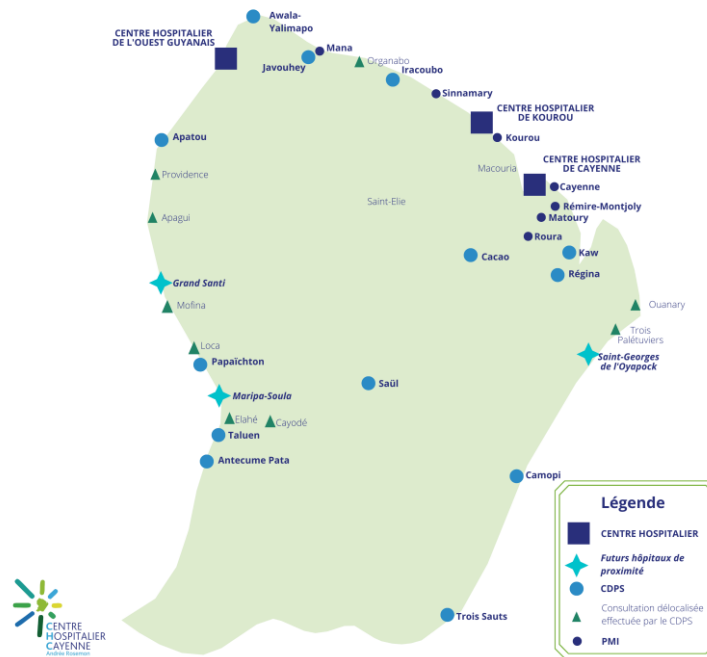 Awala-
Yalimapo
CENTRE HOSPITALIER
DE L'OUEST GUYANAIS
Mana
Javouhey
Organabo
Iracoubo
Sinnamary
CENTRE HOSPITALIER
DE KOUROU
Kourou
Apatou
Macouria
CENTRE HOSPITALIER
DE CAYENNE
Providence
Cayenne
Saint-Elie
Rémire-Montjoly
Apagui
Matoury
Roura
Cacao
Kaw
Régina
Grand Santi
Mofina
Ouanary
Trois
Palétuviers
Loca
Papaïchton
Saint-Georges
de l'Oyapock
Saül
Maripa-Soula
Elahé
Cayodé
Taluen
Antecume Pata
Camopi
Trois Sauts
Légende
CENTRE HOSPITALIER
Futurs hôpitaux de
proximité
CDPS
Consultation délocalisée
effectuée par le CDPS
PMI
CENTRE
HOSPITALIER
CAYENNE
Andrée Rosemon